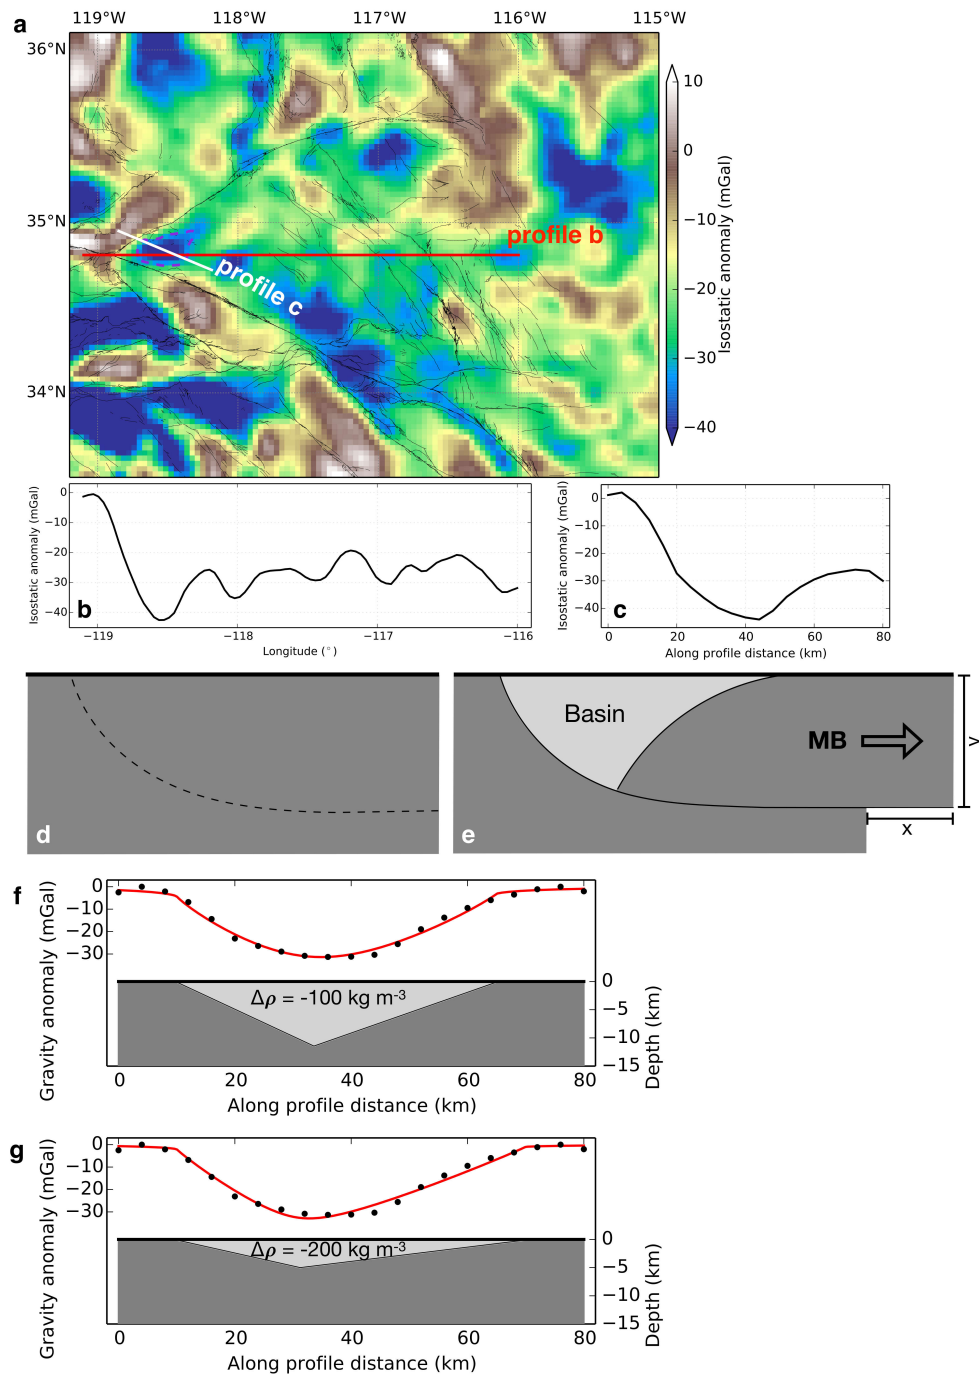 119°W 118°W 117°W 116°W 115°W
a
36°N
35°N
34°N
profile b
profile c
10
0
−10
−20
−30
−40
Isostatic anomaly (mGal)
Isostatic anomaly (mGal)
0
−10
−20
−30
−40
b
−119 −118 −117 −116
Longitude (°)
Isostatic anomaly (mGal)
0
−10
−20
−30
−40
c
0 20 40 60 80
Along profile distance (km)
d
Basin
MB
e
x
v
f
Gravity anomaly (mGal)
0
−10
−20
−30
Δρ = -100 kg m-3
0
−5
−10
−15
Depth (km)
0 20 40 60 80
Along profile distance (km)
g
Gravity anomaly (mGal)
0
−10
−20
−30
Δρ = -200 kg m-3
0
−5
−10
−15
Depth (km)
0 20 40 60 80
Along profile distance (km)